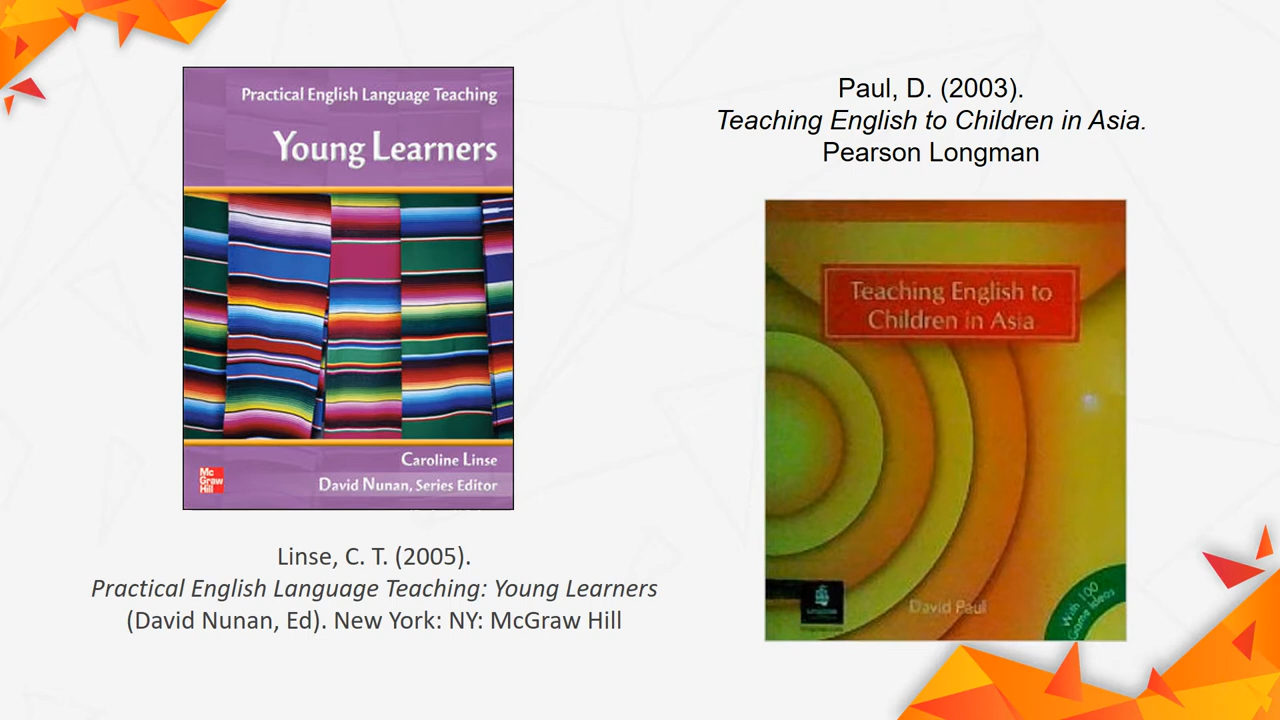 Practical English Language Teaching
Young Learners
Mc
Graw
Hill
Caroline Linse
David Nunan, Series Editor
Linse, C. T. (2005).
Practical English Language Teaching: Young Learners
(David Nunan, Ed). New York: NY: McGraw Hill
Paul, D. (2003).
Teaching English to Children in Asia.
Pearson Longman
Teaching English to
Children in Asia
David Paul
With 100
Game Ideas